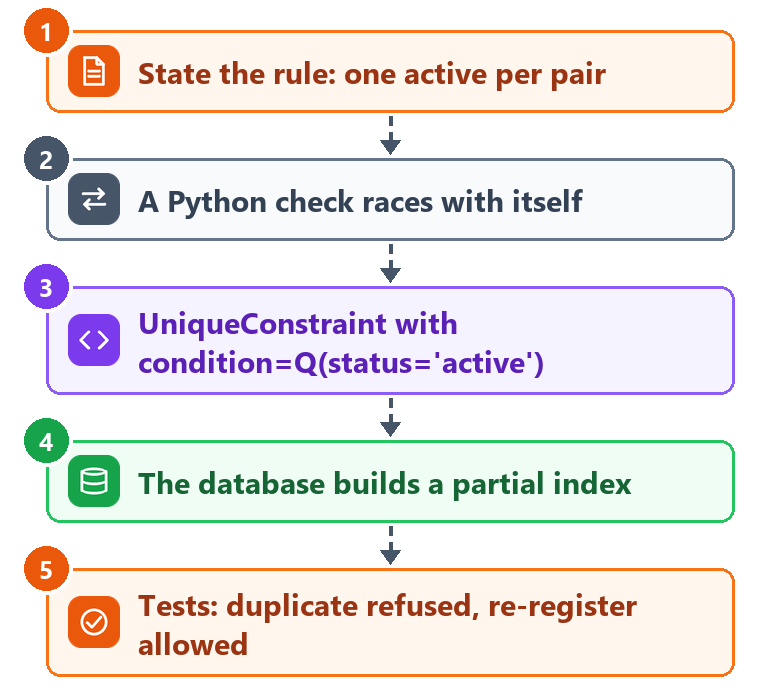 1
State the rule: one active per pair
2
A Python check races with itself
3
UniqueConstraint with
condition=Q(status='active')
4
The database builds a partial index
5
Tests: duplicate refused, re-register
allowed